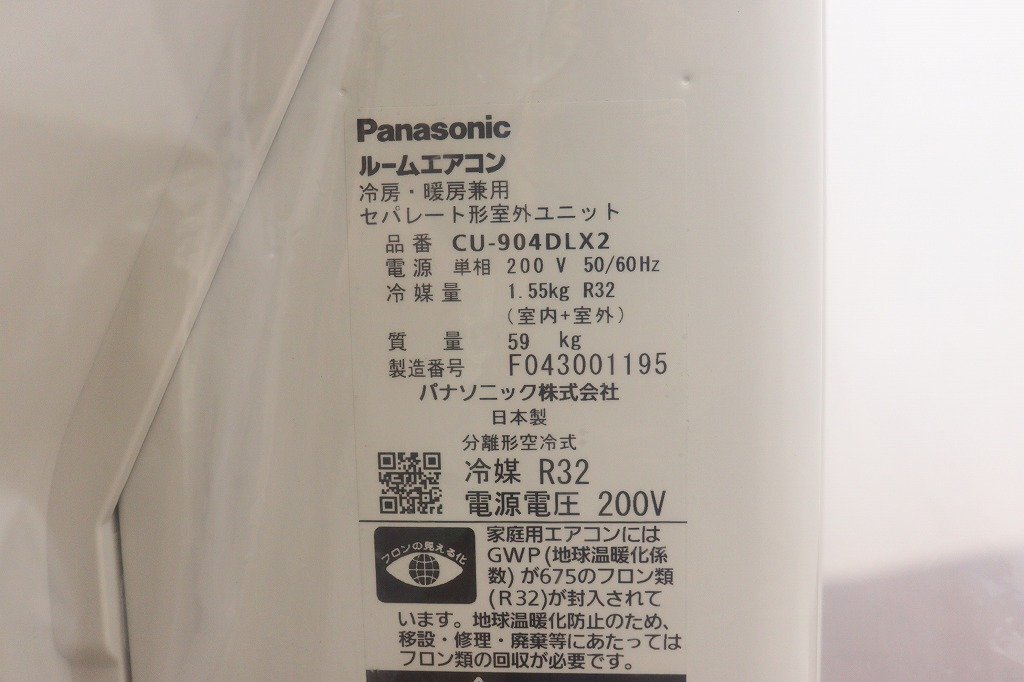 Panasonic
ルームエアコン
冷房・暖房兼用
セパレート形室外ユニット
品番 CU-904DLX2
電源 単相 200 V 50/60Hz
冷媒量 1.55kg R32
(室内+室外)
質量 59 kg
製造番号 F043001195
パナソニック株式会社
日本製
分離形空冷式
冷媒 R32
電源電圧 200V
フロンの見える化
家庭用エアコンには
GWP(地球温暖化係
数)が675のフロン類
(R32)が封入されて
います。地球温暖化防止のため、
移設・修理・廃棄等にあたっては
フロン類の回収が必要です。